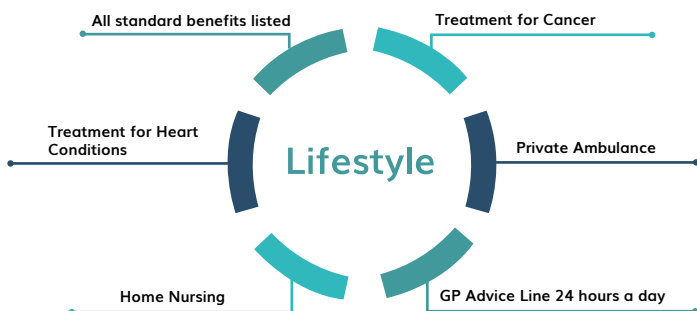 All standard benefits listed
Treatment for Cancer
Treatment for Heart
Conditions
Lifestyle
Private Ambulance
Home Nursing
GP Advice Line 24 hours a day